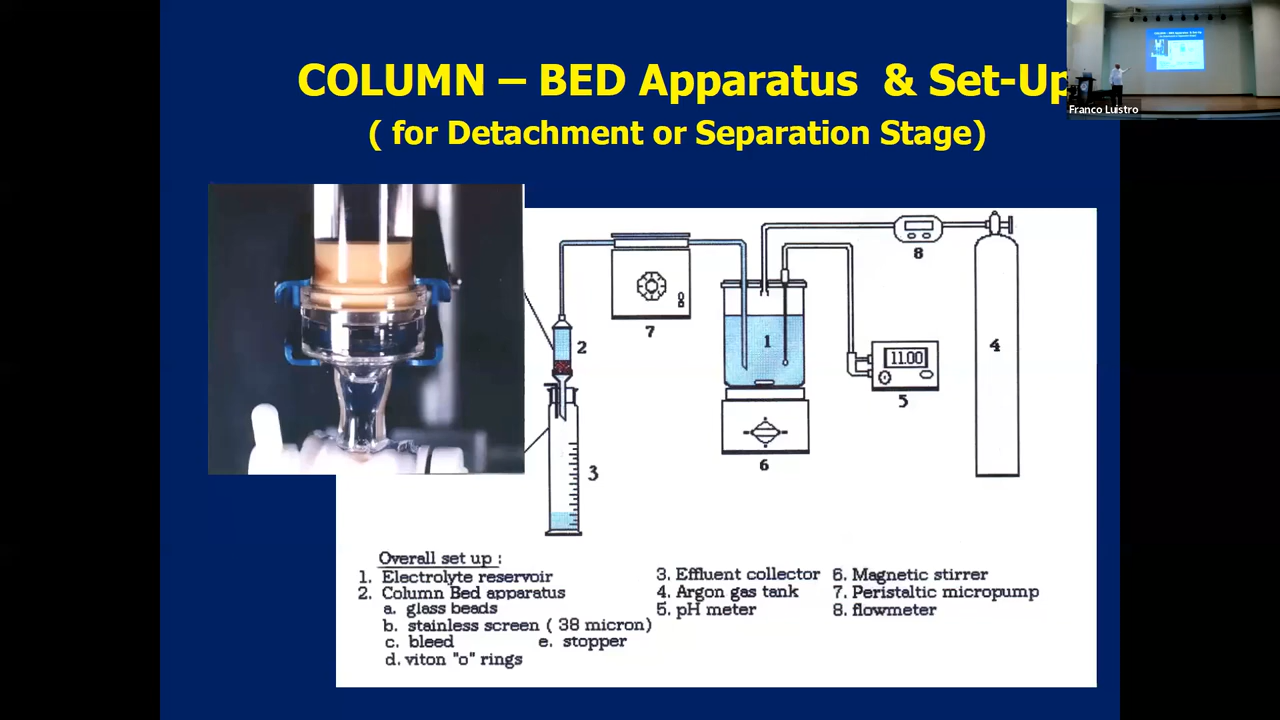 COLUMN – BED Apparatus & Set-Up
( for Detachment or Separation Stage)
Franco Luistro
8
7
2
1
4
11.00
5
6
3
Overall set up :
1. Electrolyte reservoir
2. Column Bed apparatus
a. glass beads
b. stainless screen ( 38 micron)
c. bleed e. stopper
d. viton "o" rings
3. Effluent collector
4. Argon gas tank
5. pH meter
6. Magnetic stirrer
7. Peristaltic micropump
8. flowmeter